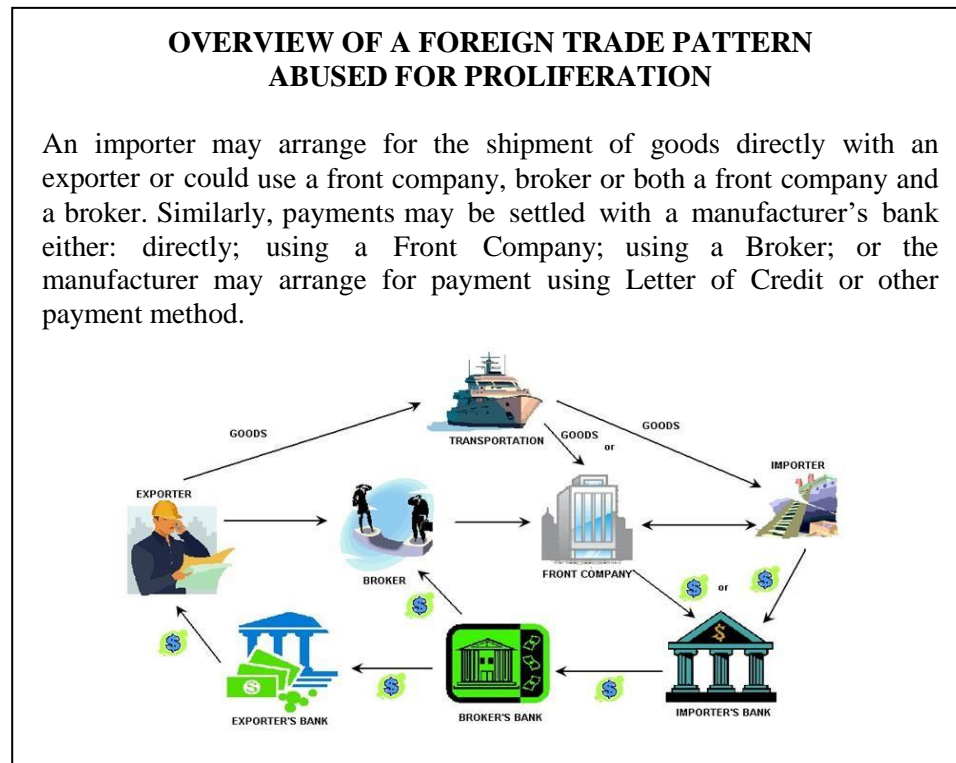 OVERVIEW OF A FOREIGN TRADE PATTERN
ABUSED FOR PROLIFERATION
An importer may arrange for the shipment of goods directly with an
exporter or could use a front company, broker or both a front company and
a broker. Similarly, payments may be settled with a manufacturer's bank
either: directly; using a Front Company; using a Broker; or the
manufacturer may arrange for payment using Letter of Credit or other
payment method.
TRANSPORTATION
GOODS
GOODS
or
GOODS
EXPORTER
IMPORTER
BROKER
FRONT COMPANY
$
$
or
$
$
$
$
$
$
$
EXPORTER'S BANK
BROKER'S BANK
IMPORTER'S BANK